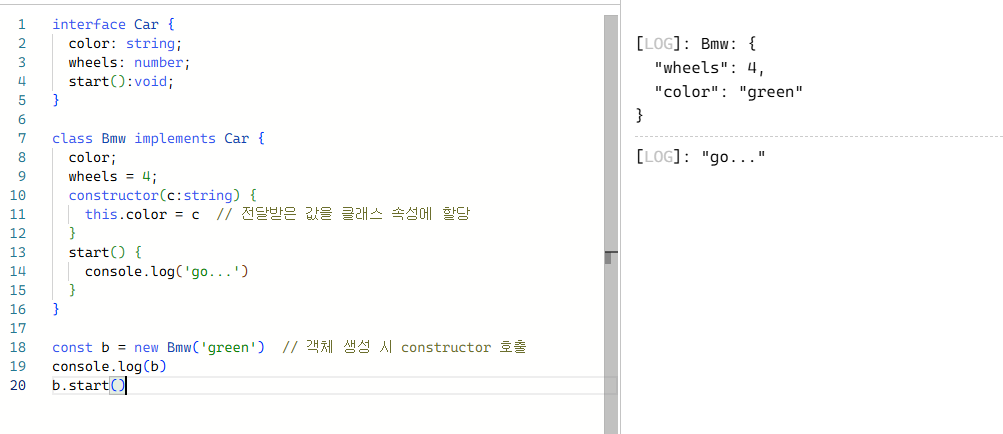 1 interface Car {
2 color: string;
3 wheels: number;
4 start():void;
5 }
6
7 class Bmw implements Car {
8 color;
9 wheels = 4;
10 constructor(c:string) {
11 this.color = c // 전달받은 값을 클래스 속성에 할당
12 }
13 start() {
14 console.log('go...')
15 }
16 }
17
18 const b = new Bmw('green') // 객체 생성 시 constructor 호출
19 console.log(b)
20 b.start()
[LOG]: Bmw: {
"wheels": 4,
"color": "green"
}
[LOG]: "go..."